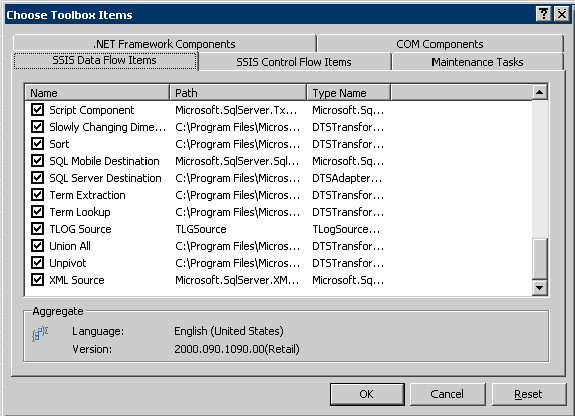 Choose Toolbox Items
.NET Framework Components COM Components
SSIS Data Flow Items SSIS Control Flow Items Maintenance Tasks
Name Path Type Name
Script Component Microsoft.SqlServer.Tx... Microsoft.Sq...
Slowly Changing Dime... C:\Program Files\Micros... DTSTransfor...
Sort C:\Program Files\Micros... DTSTransfor...
SQL Mobile Destination Microsoft.SqlServer.Sql... Microsoft.Sq...
SQL Server Destination C:\Program Files\Micros... DTSAdapter...
Term Extraction C:\Program Files\Micros... DTSTransfor...
Term Lookup C:\Program Files\Micros... DTSTransfor...
TLOG Source TLGSource TLogSource...
Union All C:\Program Files\Micros... DTSTransfor...
Unpivot C:\Program Files\Micros... DTSTransfor...
XML Source Microsoft.SqlServer.XM... Microsoft.Sq...
Aggregate
Language: English (United States)
Version: 2000.090.1090.00(Retail)
OK Cancel Reset